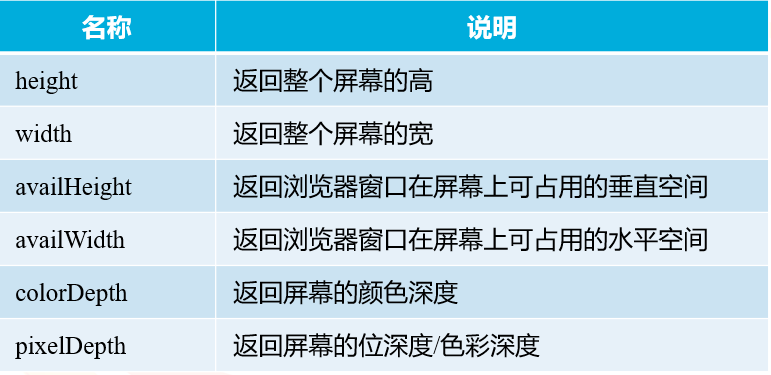 名称 说明
height 返回整个屏幕的高
width 返回整个屏幕的宽
availHeight 返回浏览器窗口在屏幕上可占用的垂直空间
availWidth 返回浏览器窗口在屏幕上可占用的水平空间
colorDepth 返回屏幕的颜色深度
pixelDepth 返回屏幕的位深度/色彩深度